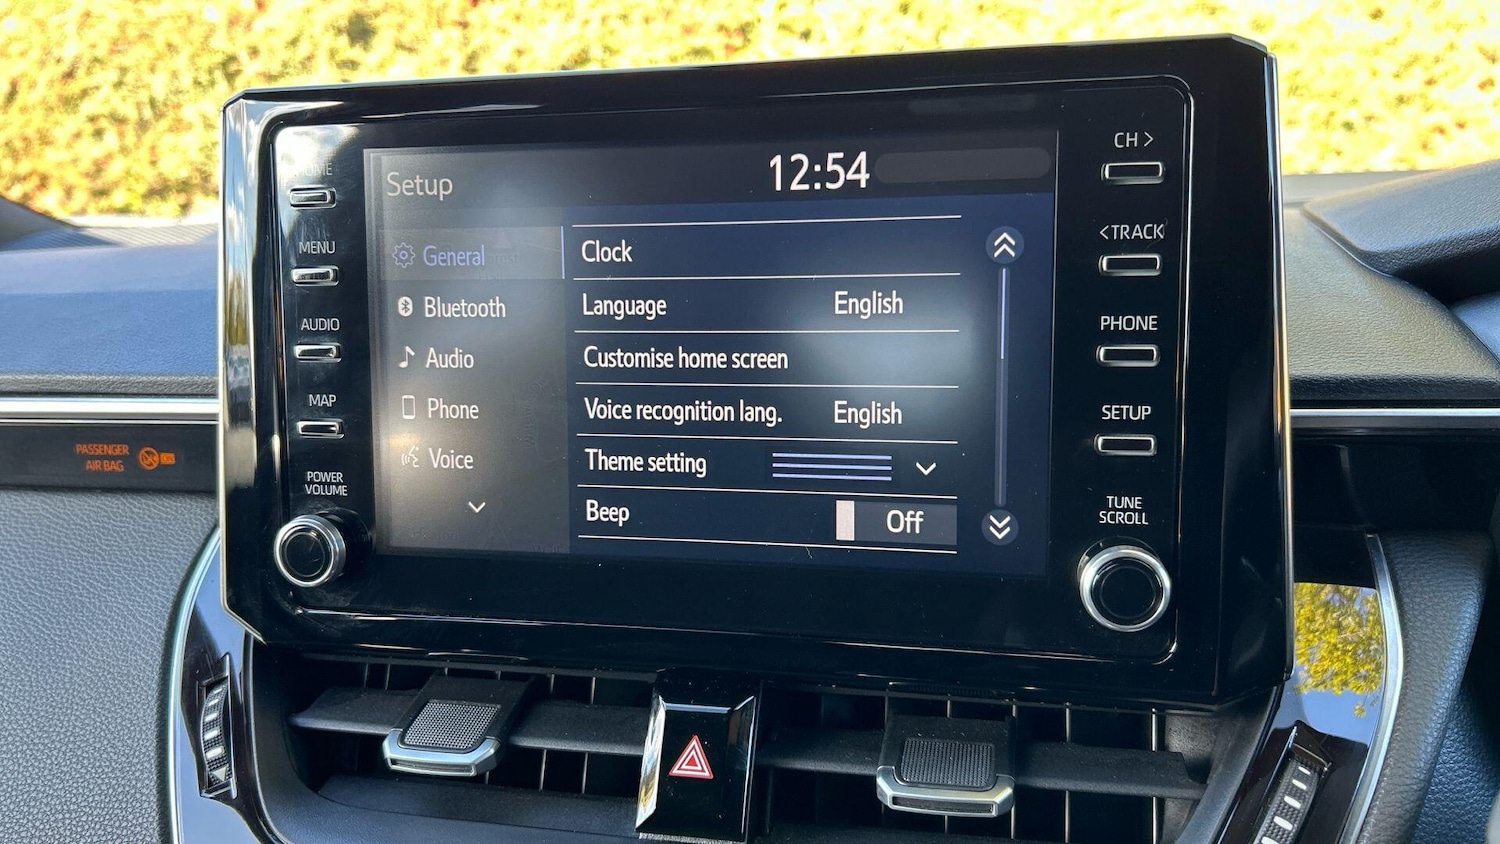 HOME
MENU
AUDIO
MAP
POWER
VOLUME
Setup
12:54
General
Bluetooth
Audio
Phone
Voice
Clock
Language English
Customise home screen
Voice recognition lang. English
Theme setting
Beep Off
CH >
< TRACK
PHONE
SETUP
TUNE
SCROLL
PASSENGER
AIR BAG